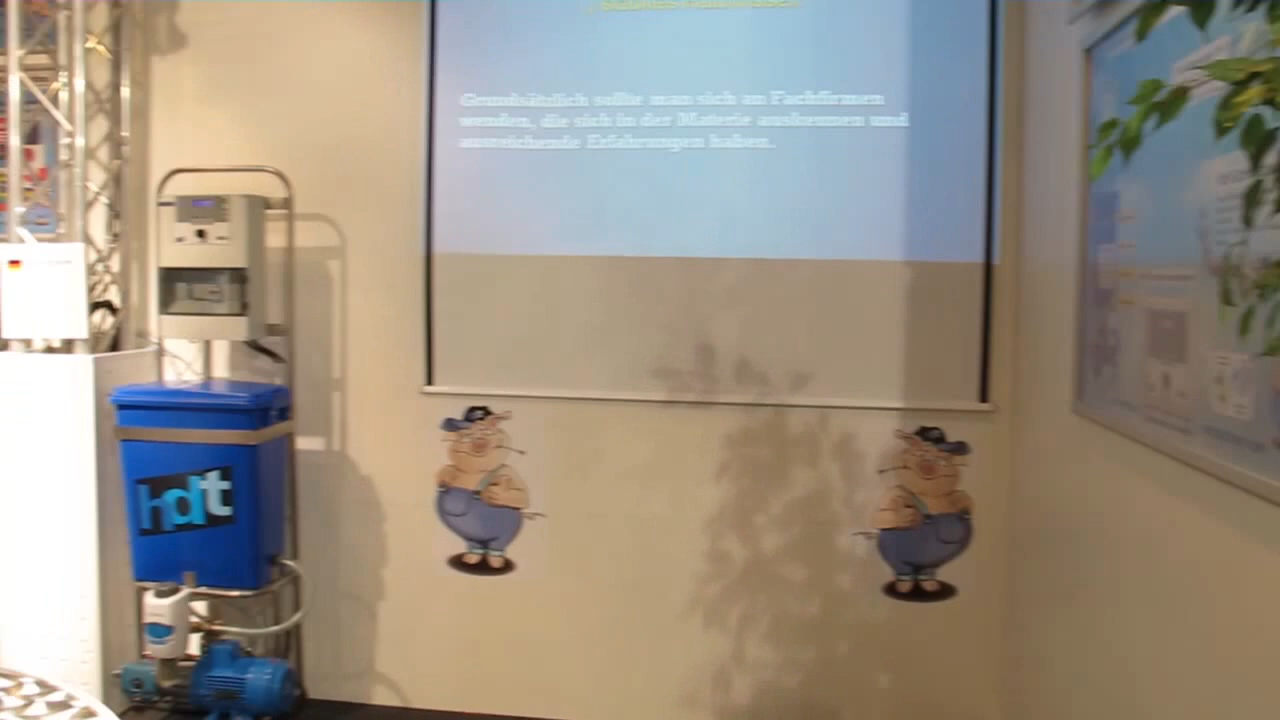 Grundsätzlich sollte man sich an Fachfirmen
wenden, die sich in der Materie auskennen und
ausreichende Erfahrungen haben.
hdt